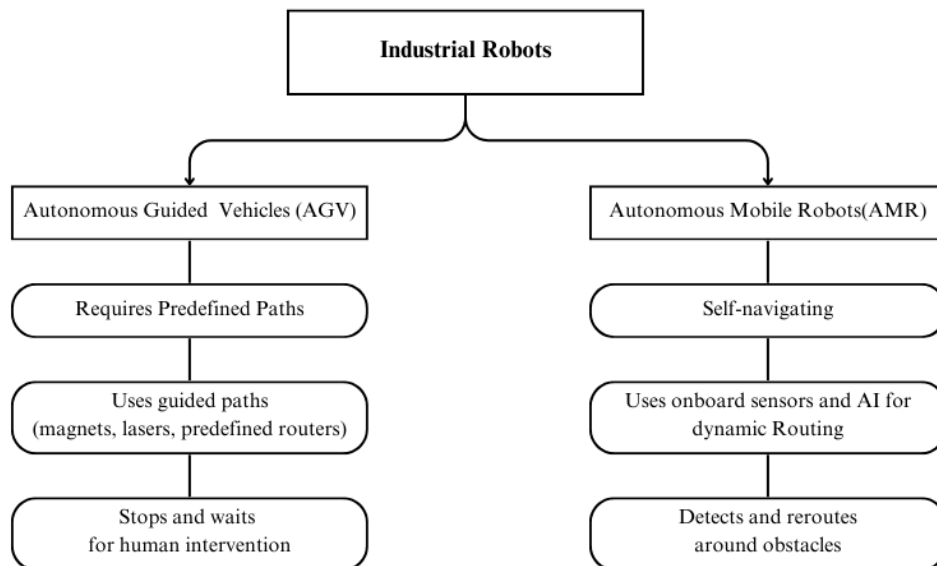 Industrial Robots
Autonomous Guided Vehicles (AGV)
Requires Predefined Paths
Uses guided paths
(magnets, lasers, predefined routers)
Stops and waits
for human intervention
Autonomous Mobile Robots(AMR)
Self-navigating
Uses onboard sensors and AI for
dynamic Routing
Detects and reroutes
around obstacles